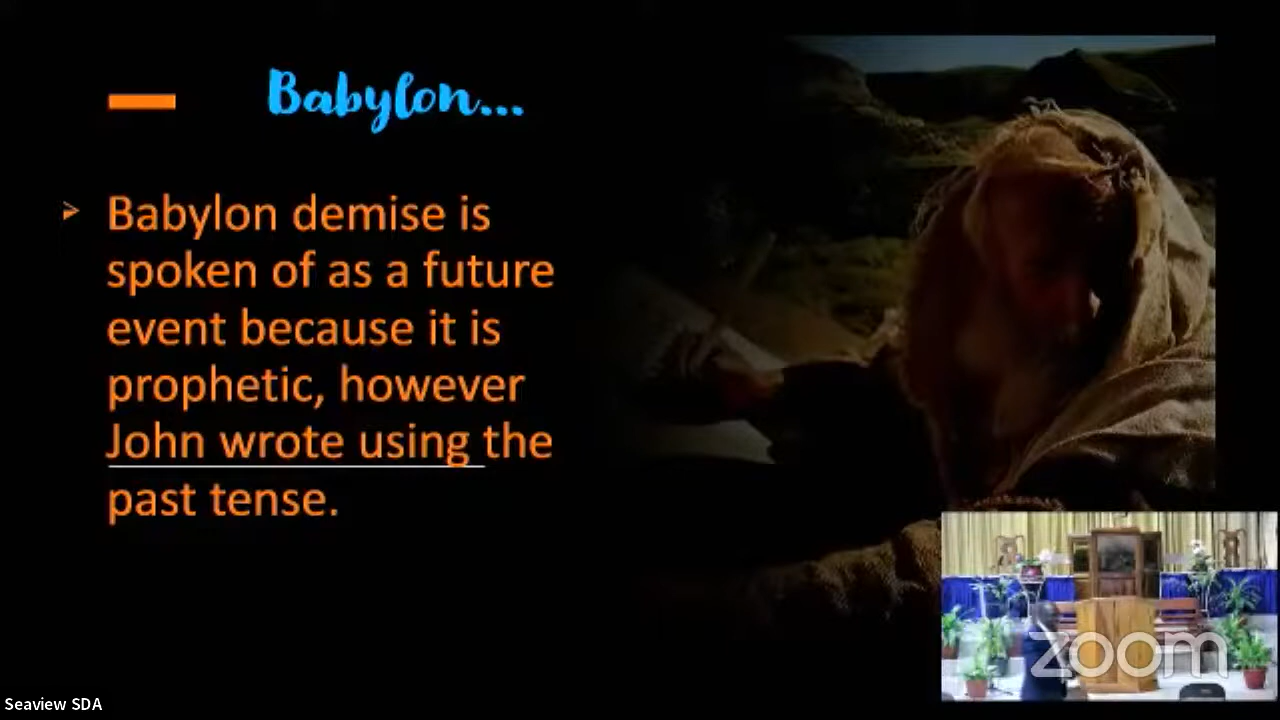 Babylon...
Babylon demise is
spoken of as a future
event because it is
prophetic, however
John wrote using the
past tense.
zoom
Seaview SDA